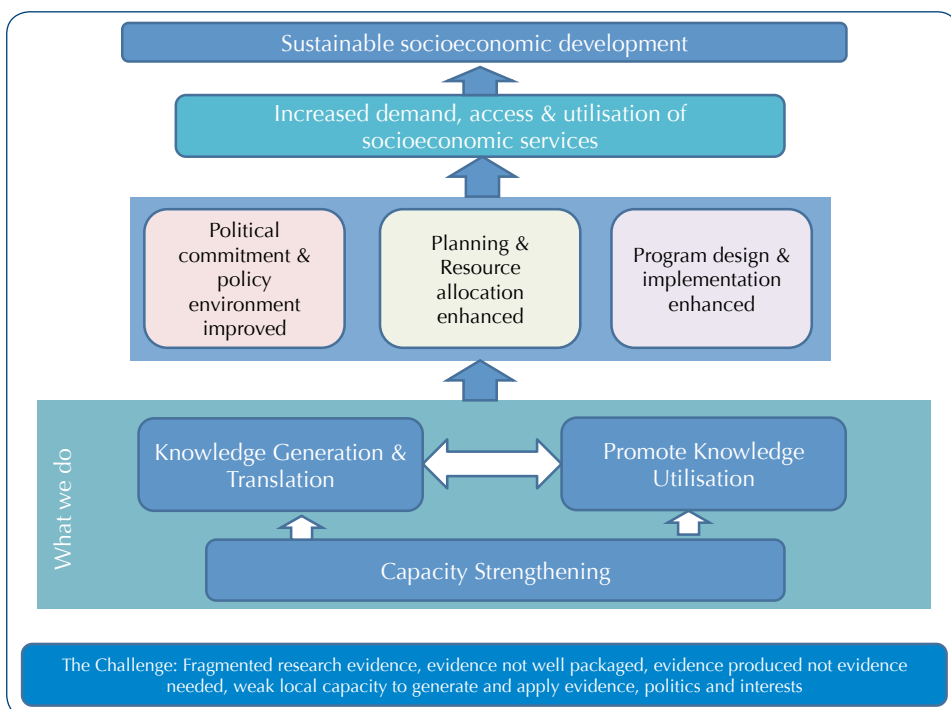 Sustainable socioeconomic development
Increased demand, access & utilisation of
socioeconomic services
Political
commitment &
policy
environment
improved
Planning &
Resource
allocation
enhanced
Program design &
implementation
enhanced
What we do
Knowledge Generation &
Translation
Promote Knowledge
Utilisation
Capacity Strengthening
The Challenge: Fragmented research evidence, evidence not well packaged, evidence produced not evidence
needed, weak local capacity to generate and apply evidence, politics and interests